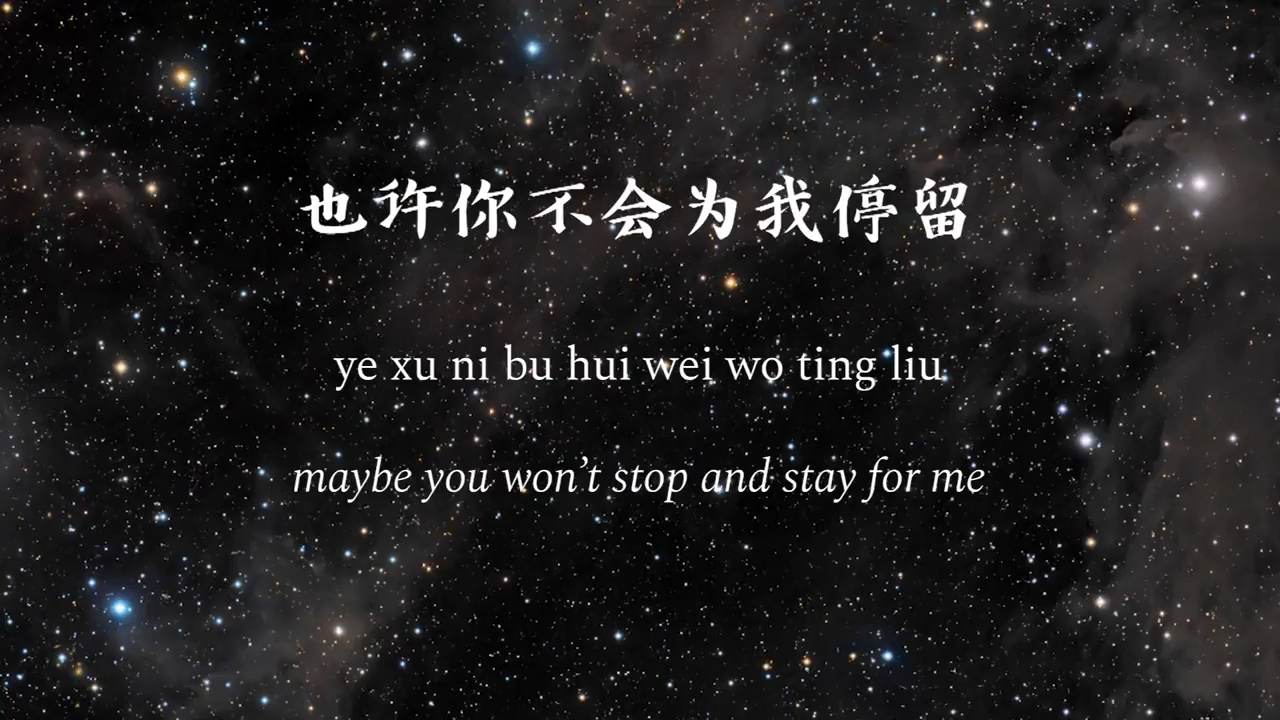 也许你不会为我停留
ye xu ni bu hui wei wo ting liu
maybe you won’t stop and stay for me